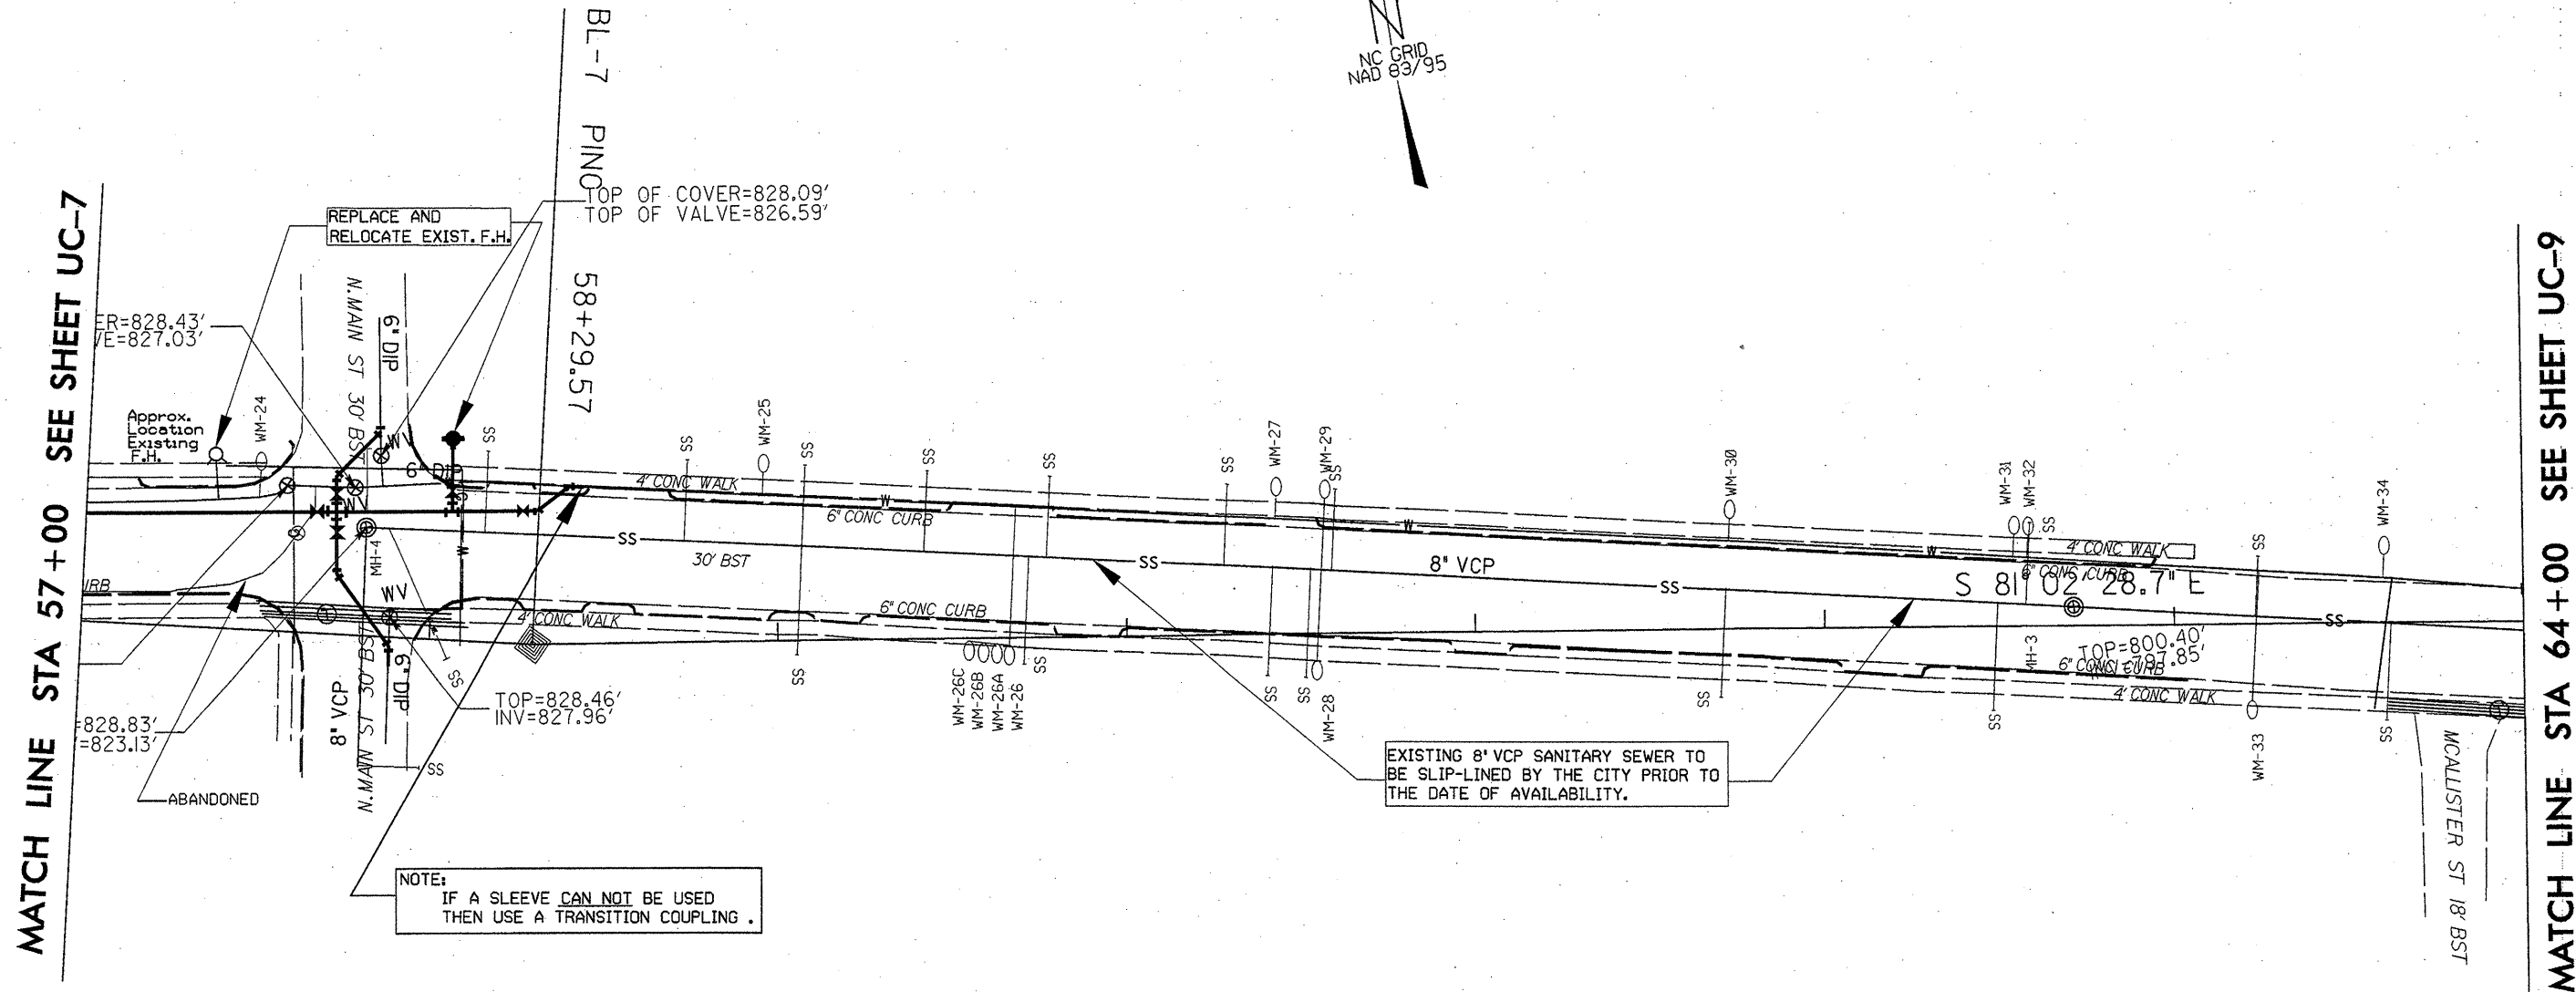 NC GRID
NAD 83/95
BL-7 PINC
58+29.57
TOP OF COVER=828.09'
TOP OF VALVE=826.59'
REPLACE AND
RELOCATE EXIST. F.H.
MATCH LINE STA 57+00 SEE SHEET UC-7
ER=828.43'
VE=827.03'
N.MAIN ST 30' BST
6" DIP
Approx.
Location
Existing
F.H.
WM-24
WV
6" DIP
SS
SS
WM-25
SS
SS
SS
SS
WM-27
WM-29
SS
WM-30
WM-31
WM-32
SS
SS
WM-34
4' CONC WALK
W
6" CONC CURB
W
W
4' CONC WALK
6" CONC CURB
WV
MH-4
W
SS
30' BST
SS
8" VCP
SS
S 81° 02' 28.7" E
SS
URB
WV
4' CONC WALK
6" CONC CURB
TOP=800.40'
6" CONC CURB
4' CONC WALK
MH-3
8" VCP
N.MAIN ST 30' BST
6" DIP
SS
SS
TOP=828.46'
INV=827.96'
=828.83'
=823.13'
ABANDONED
SS
WM-26C
WM-26B
WM-26A
WM-26
SS
SS
SS
WM-28
SS
SS
WM-33
SS
MCALLISTER ST 18' BST
EXISTING 8" VCP SANITARY SEWER TO
BE SLIP-LINED BY THE CITY PRIOR TO
THE DATE OF AVAILABILITY.
NOTE:
IF A SLEEVE CAN NOT BE USED
THEN USE A TRANSITION COUPLING .
MATCH LINE STA 64+00 SEE SHEET UC-9